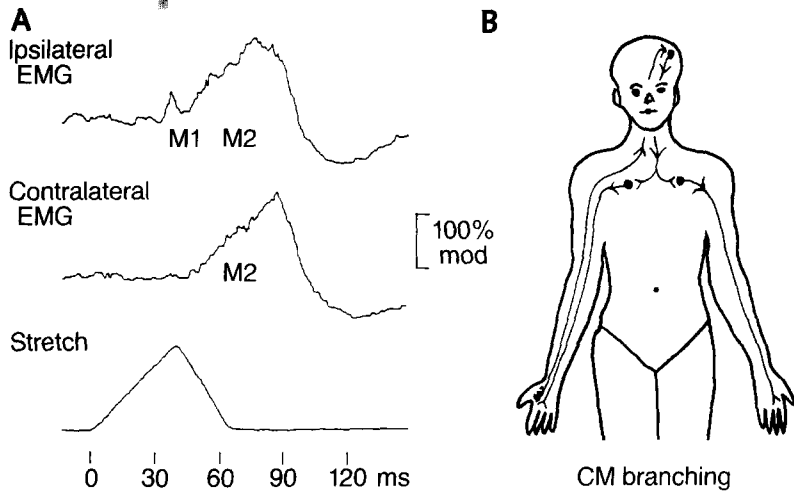 A
Ipsilateral
EMG
M1 M2
Contralateral
EMG
M2
100%
mod
Stretch
0 30 60 90 120 ms
B
CM branching